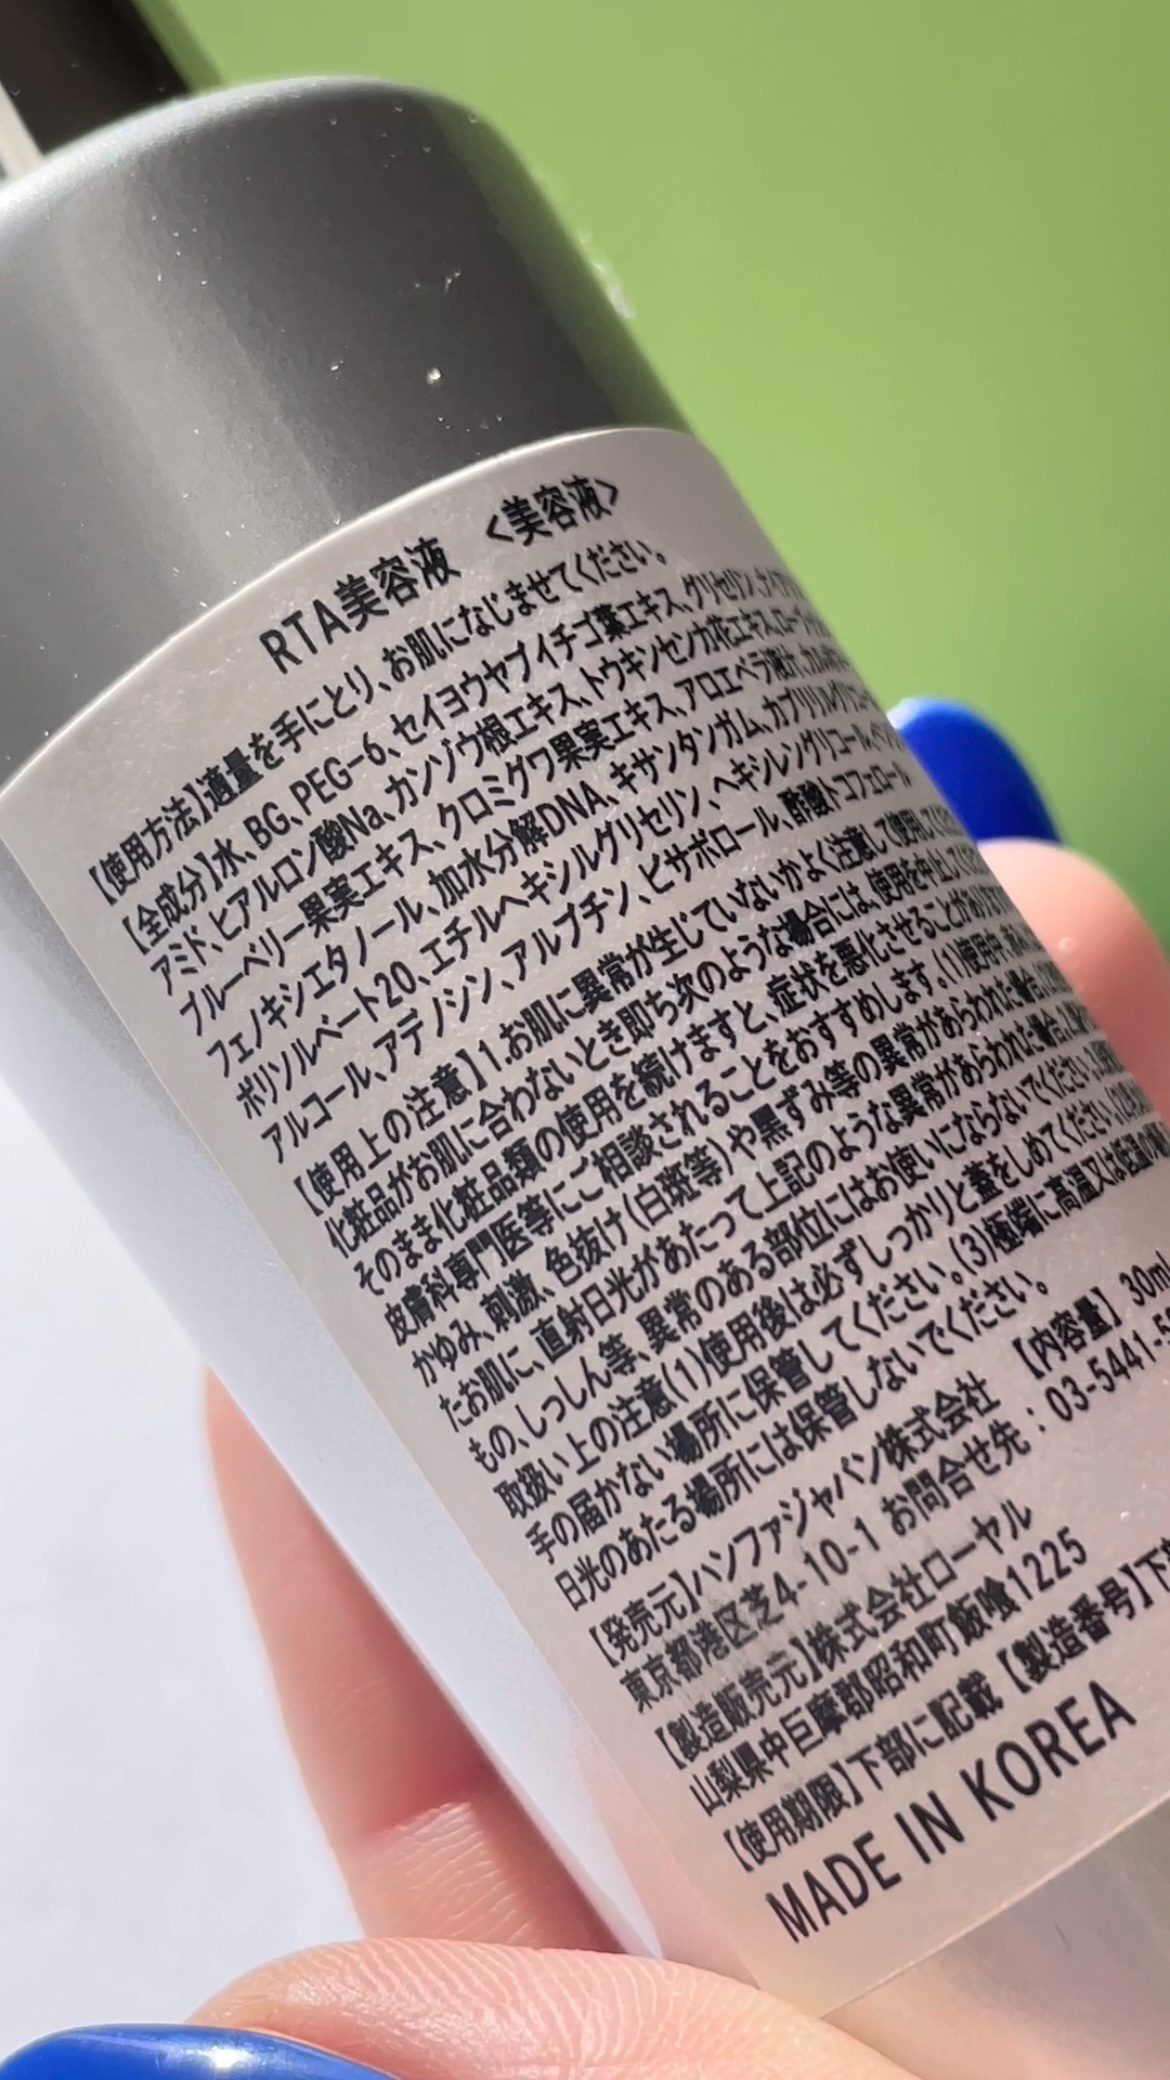 RTA美容液 <美容液>
【使用方法】適量を手にとり、お肌になじませてください。
【全成分】水、BG、PEG-6、セイヨウヤブイチゴ葉エキス、グリセリン、ナイアシン
アミド、ヒアルロン酸Na、カンゾウ根エキス、トウキンセンカ花エキス、
ブルーベリー果実エキス、クロミグワ果実エキス、アロエベラ液汁、
フェノキシエタノール、加水分解DNA、キサンタンガム、カプリリルグリコール
ポリソルベート20、エチルヘキシルグリセリン、ヘキシレングリコール、
アルコール、アデノシン、アルブチン、ビサボロール、酢酸トコフェロール
【使用上の注意】1.お肌に異常が生じていないかよく注意して使用して
化粧品がお肌に合わないとき即ち次のような場合には、使用を中止して
そのまま化粧品類の使用を続けますと、症状を悪化させることがあります
皮膚科専門医等にご相談されることをおすすめします。(1)使用中、
かゆみ、刺激、色抜け(白斑等)や黒ずみ等の異常があらわれた場合
たお肌に、直射日光があたって上記のような異常があらわれた場合
もの、しっしん等、異常のある部位にはお使いにならないでください
取扱い上の注意(1)使用後は必ずしっかりと蓋をしめてください。
手の届かない場所に保管してください。(3)極端に高温又は低温の
日光のあたる場所には保管しないでください。
【発売元】ハンファジャパン株式会社 【内容量】 30ml
東京都港区芝4-10-1 お問合せ先：03-5441-
【製造販売元】株式会社ローヤル
山梨県中巨摩郡昭和町飯喰1225
【使用期限】下部に記載 【製造番号】下部
MADE IN KOREA